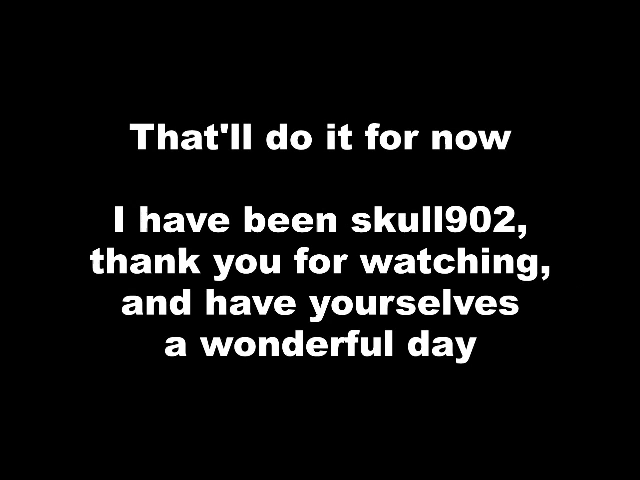 That'll do it for now
I have been skull902,
thank you for watching,
and have yourselves
a wonderful day